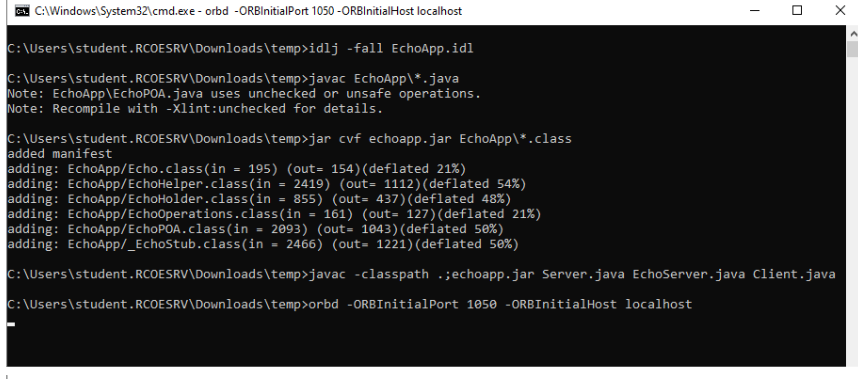 C:\Windows\System32\cmd.exe - orbd -ORBInitialPort 1050 -ORBInitialHost localhost
C:\Users\student.RCOESRV\Downloads\temp>idlj -fall EchoApp.idl
C:\Users\student.RCOESRV\Downloads\temp>javac EchoApp\*.java
Note: EchoApp\EchoPOA.java uses unchecked or unsafe operations.
Note: Recompile with -Xlint:unchecked for details.
C:\Users\student.RCOESRV\Downloads\temp>jar cvf echoapp.jar EchoApp\*.class
added manifest
adding: EchoApp/Echo.class(in = 195) (out= 154)(deflated 21%)
adding: EchoApp/EchoHelper.class(in = 2419) (out= 1112)(deflated 54%)
adding: EchoApp/EchoHolder.class(in = 855) (out= 437)(deflated 48%)
adding: EchoApp/EchoOperations.class(in = 161) (out= 127)(deflated 21%)
adding: EchoApp/EchoPOA.class(in = 2093) (out= 1043)(deflated 50%)
adding: EchoApp/_EchoStub.class(in = 2466) (out= 1221)(deflated 50%)
C:\Users\student.RCOESRV\Downloads\temp>javac -classpath .;echoapp.jar Server.java EchoServer.java Client.java
C:\Users\student.RCOESRV\Downloads\temp>orbd -ORBInitialPort 1050 -ORBInitialHost localhost